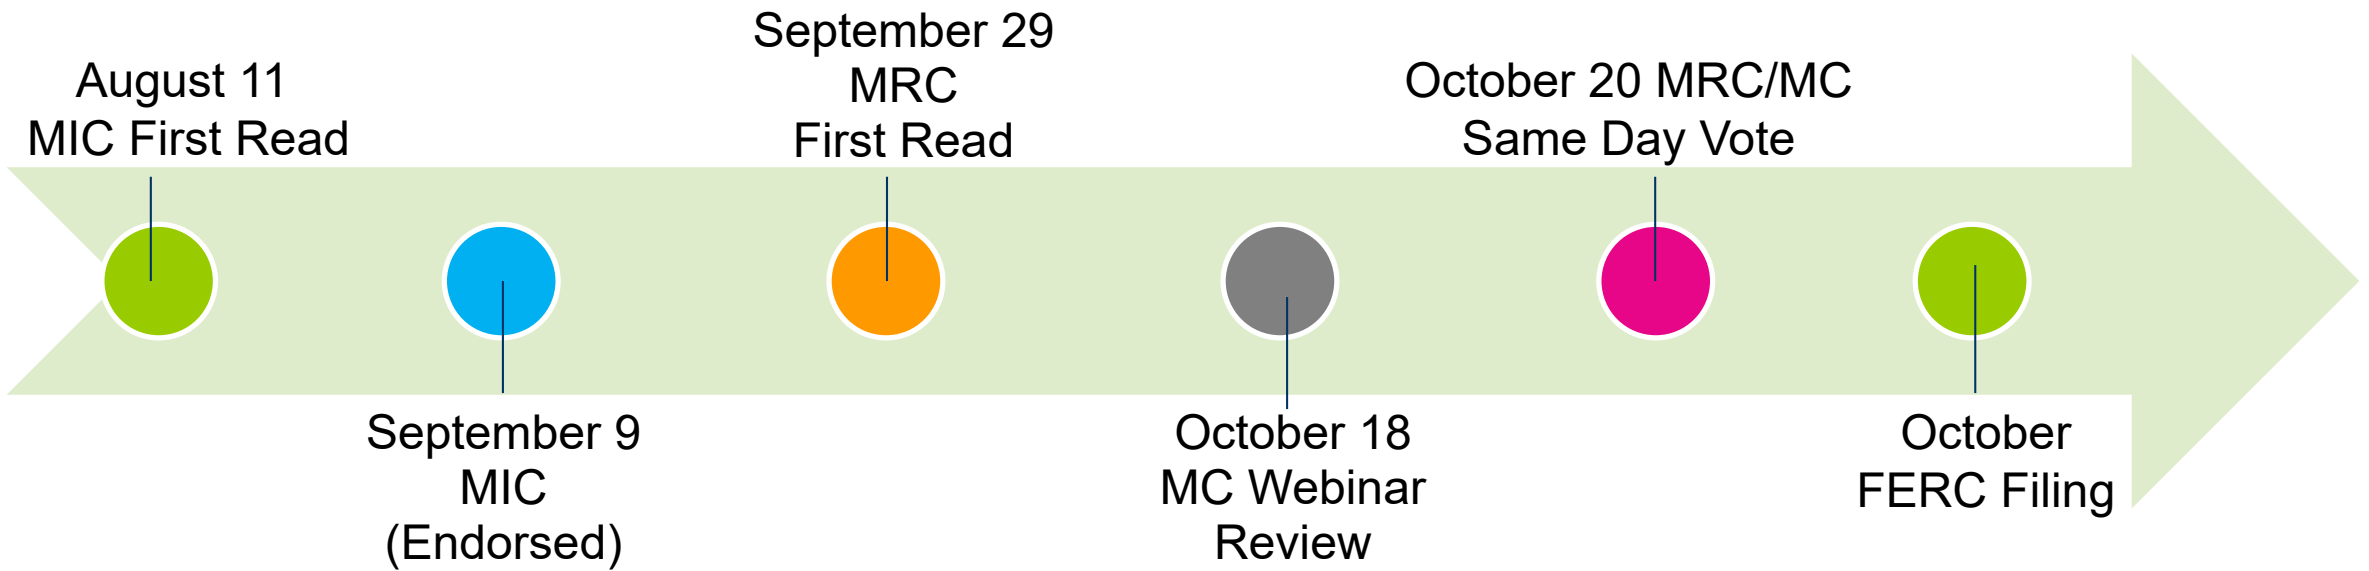 August 11
MIC First Read
September 9
MIC
(Endorsed)
September 29
MRC
First Read
October 18
MC Webinar
Review
October 20 MRC/MC
Same Day Vote
October
FERC Filing